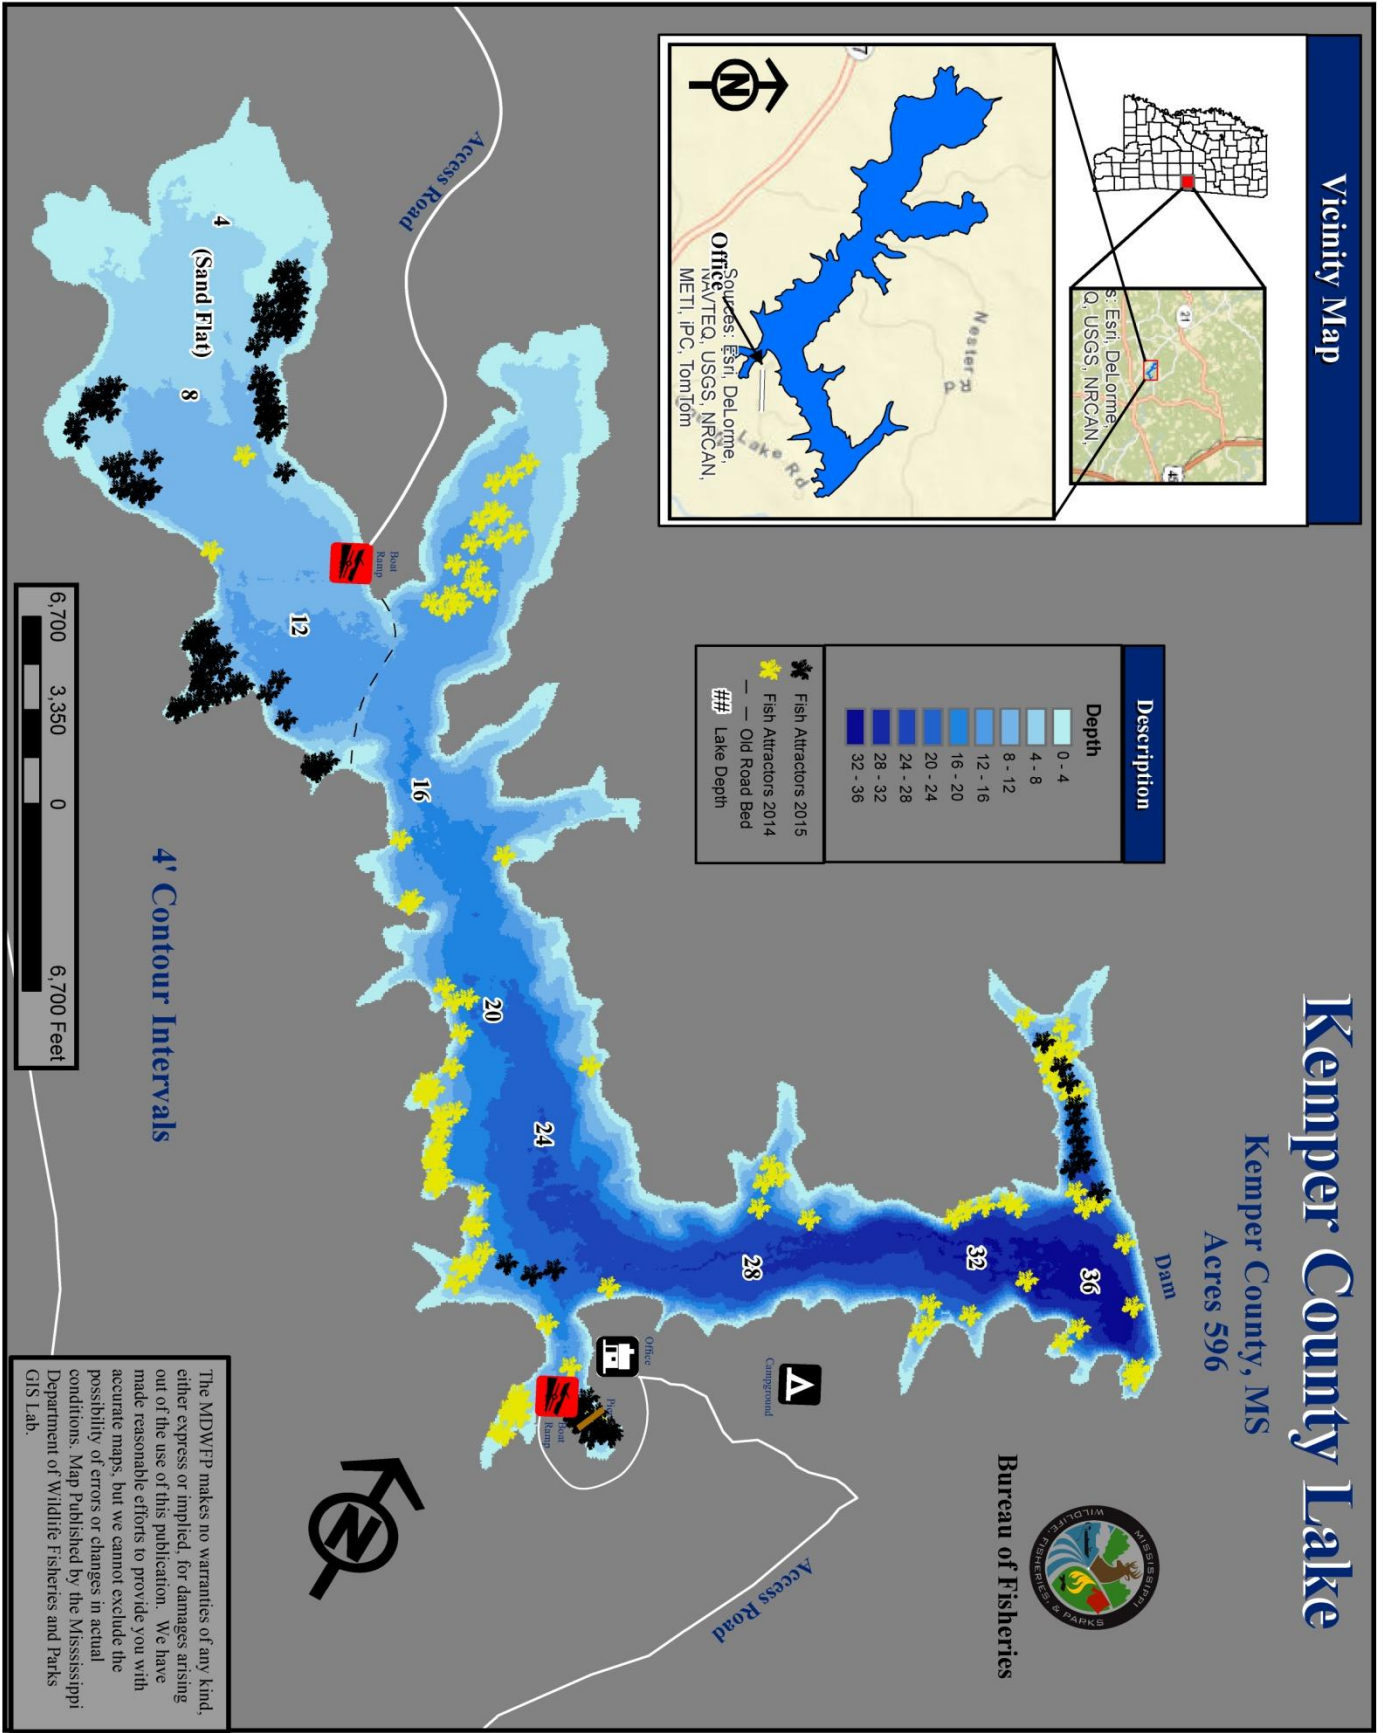 Kemper County Lake
Kemper County, MS
Acres 596
MISSISSIPPI
WILDLIFE, FISHERIES, & PARKS
Bureau of Fisheries
Vicinity Map
21
45
s: Esri, DeLorme,
Q, USGS, NRCAN,
Nester R
Lake Rd
Office
Sources: Esri, DeLorme,
NAVTEQ, USGS, NRCAN,
METI, iPC, TomTom
N
Description
Depth
0 - 4
4 - 8
8 - 12
12 - 16
16 - 20
20 - 24
24 - 28
28 - 32
32 - 36
Fish Attractors 2015
Fish Attractors 2014
Old Road Bed
## Lake Depth
Dam
36
32
28
24
20
16
12
8
(Sand Flat)
4
Access Road
Boat
Ramp
Campground
Office
Boat
Ramp
Access Road
4' Contour Intervals
6,700 3,350 0 6,700 Feet
N
The MDWFP makes no warranties of any kind,
either express or implied, for damages arising
out of the use of this publication. We have
made reasonable efforts to provide you with
accurate maps, but we cannot exclude the
possibility of errors or changes in actual
conditions. Map Published by the Mississippi
Department of Wildlife Fisheries and Parks
GIS Lab.